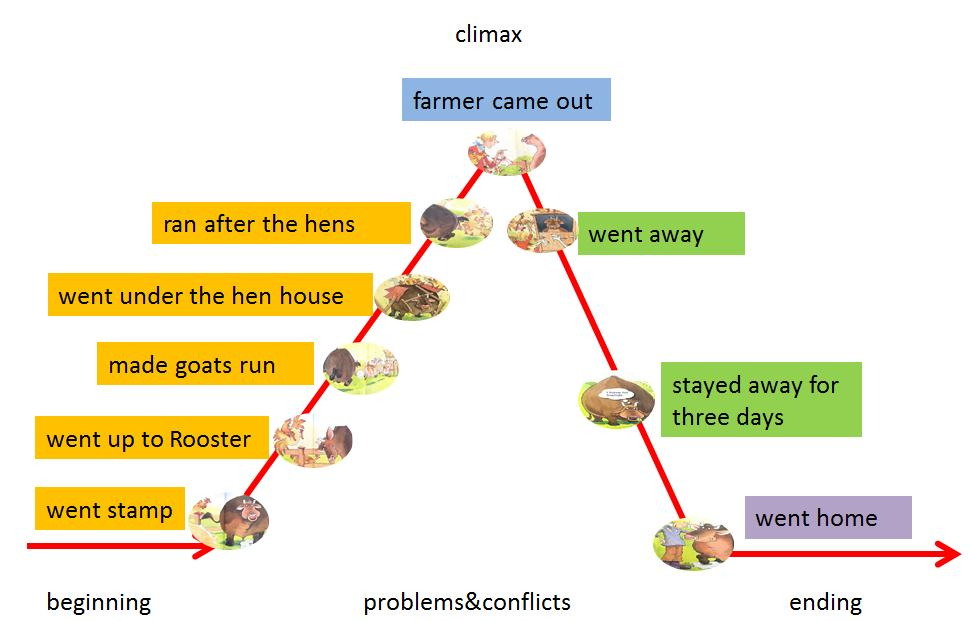 climax
farmer came out
ran after the hens
went away
went under the hen house
made goats run
stayed away for
three days
went up to Rooster
went stamp
went home
beginning
problems&conflicts
ending